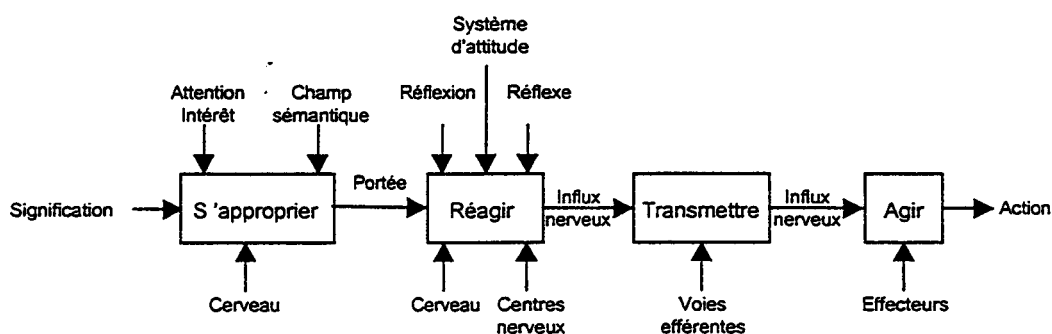 Système
d'attitude
Attention
Intérêt
Champ
sémantique
Réflexion
Réflexe
Signification
S 'approprier
Portée
Réagir
Influx
nerveux
Transmettre
Influx
nerveux
Agir
Action
Cerveau
Cerveau
Centres
nerveux
Voies
efférentes
Effecteurs